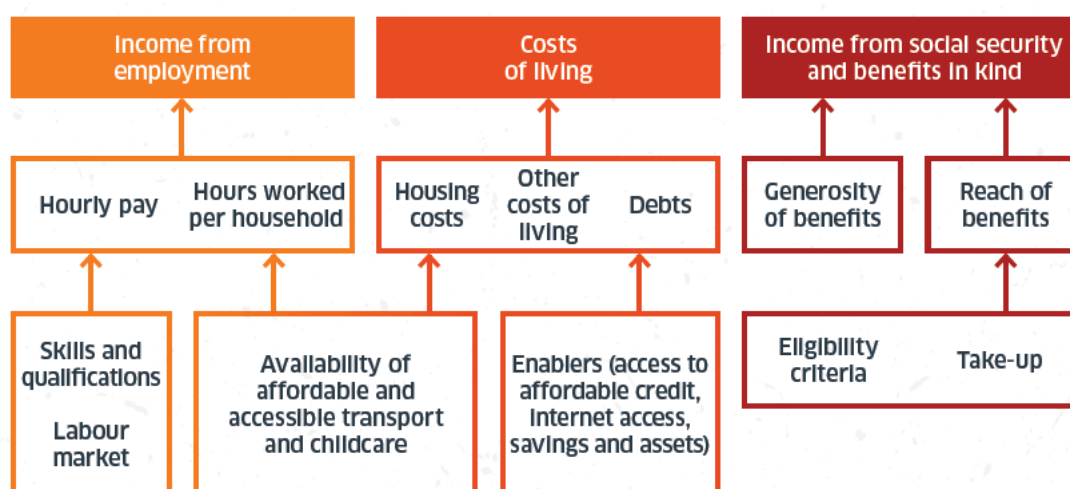 Income from
employment
Costs
of living
Income from social security
and benefits in kind
Hourly pay
Hours worked
per household
Housing
costs
Other
costs of
living
Debts
Generosity
of benefits
Reach of
benefits
Skills and
qualifications
Labour
market
Availability of
affordable and
accessible transport
and childcare
Enablers (access to
affordable credit,
internet access,
savings and assets)
Eligibility
criteria
Take-up